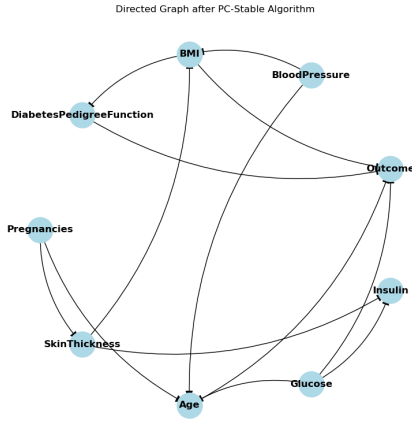 Directed Graph after PC-Stable Algorithm
BMI
BloodPressure
DiabetesPedigreeFunction
Outcome
Pregnancies
Insulin
SkinThickness
Glucose
Age